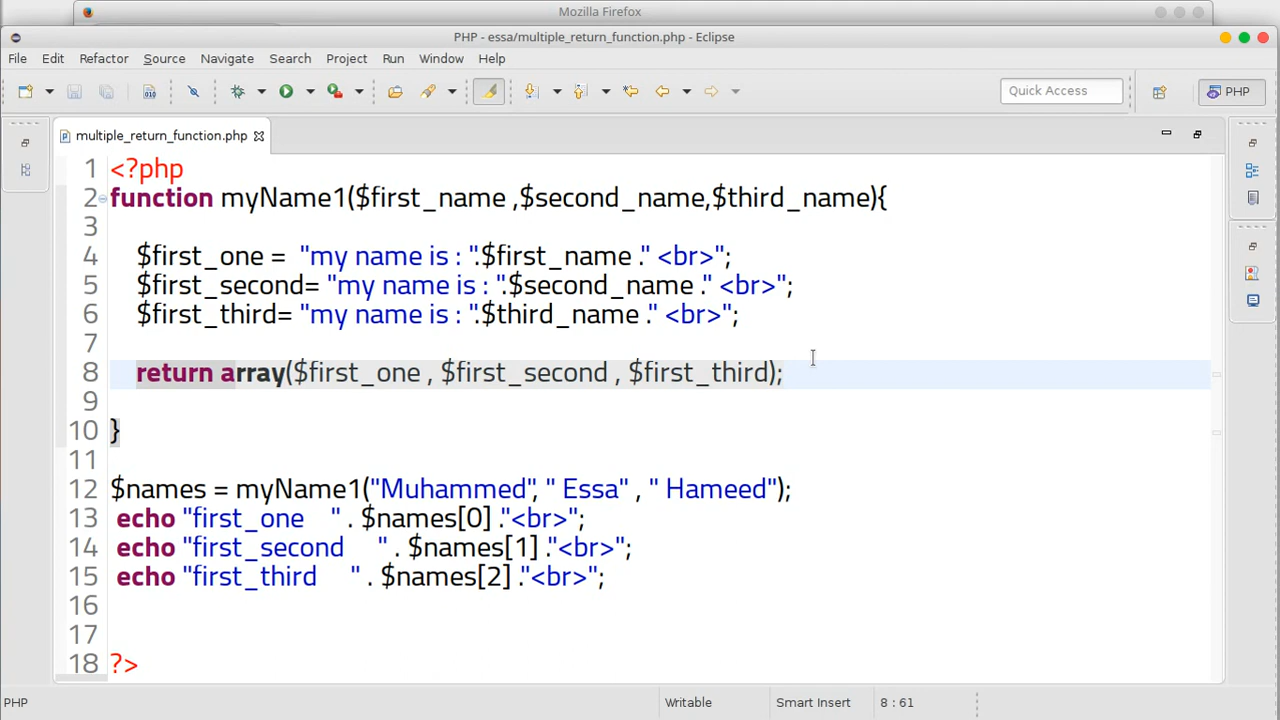 Mozilla Firefox
PHP - essa/multiple_return_function.php - Eclipse
File Edit Refactor Source Navigate Search Project Run Window Help
010 Quick Access PHP
multiple_return_function.php
1 <?php
2 function myName1($first_name ,$second_name,$third_name){
3
4 $first_one =  "my name is : ".$first_name ." <br>";
5 $first_second= "my name is : ".$second_name ." <br>";
6 $first_third= "my name is : ".$third_name ." <br>";
7
8 return array($first_one , $first_second , $first_third);
9
10 }
11
12 $names = myName1("Muhammed", " Essa" , " Hameed");
13 echo "first_one    " . $names[0] ."<br>";
14 echo "first_second     " . $names[1] ."<br>";
15 echo "first_third     " . $names[2] ."<br>";
16
17
18 ?>
PHP Writable Smart Insert 8 : 61